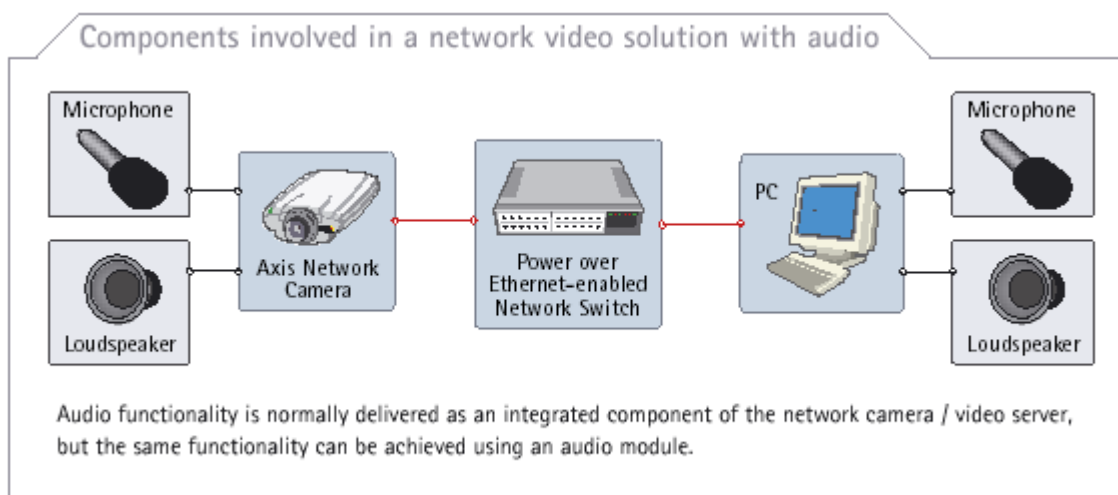 Components involved in a network video solution with audio
Microphone
Loudspeaker
Axis Network
Camera
Power over
Ethernet-enabled
Network Switch
PC
Microphone
Loudspeaker
Audio functionality is normally delivered as an integrated component of the network camera / video server,
but the same functionality can be achieved using an audio module.